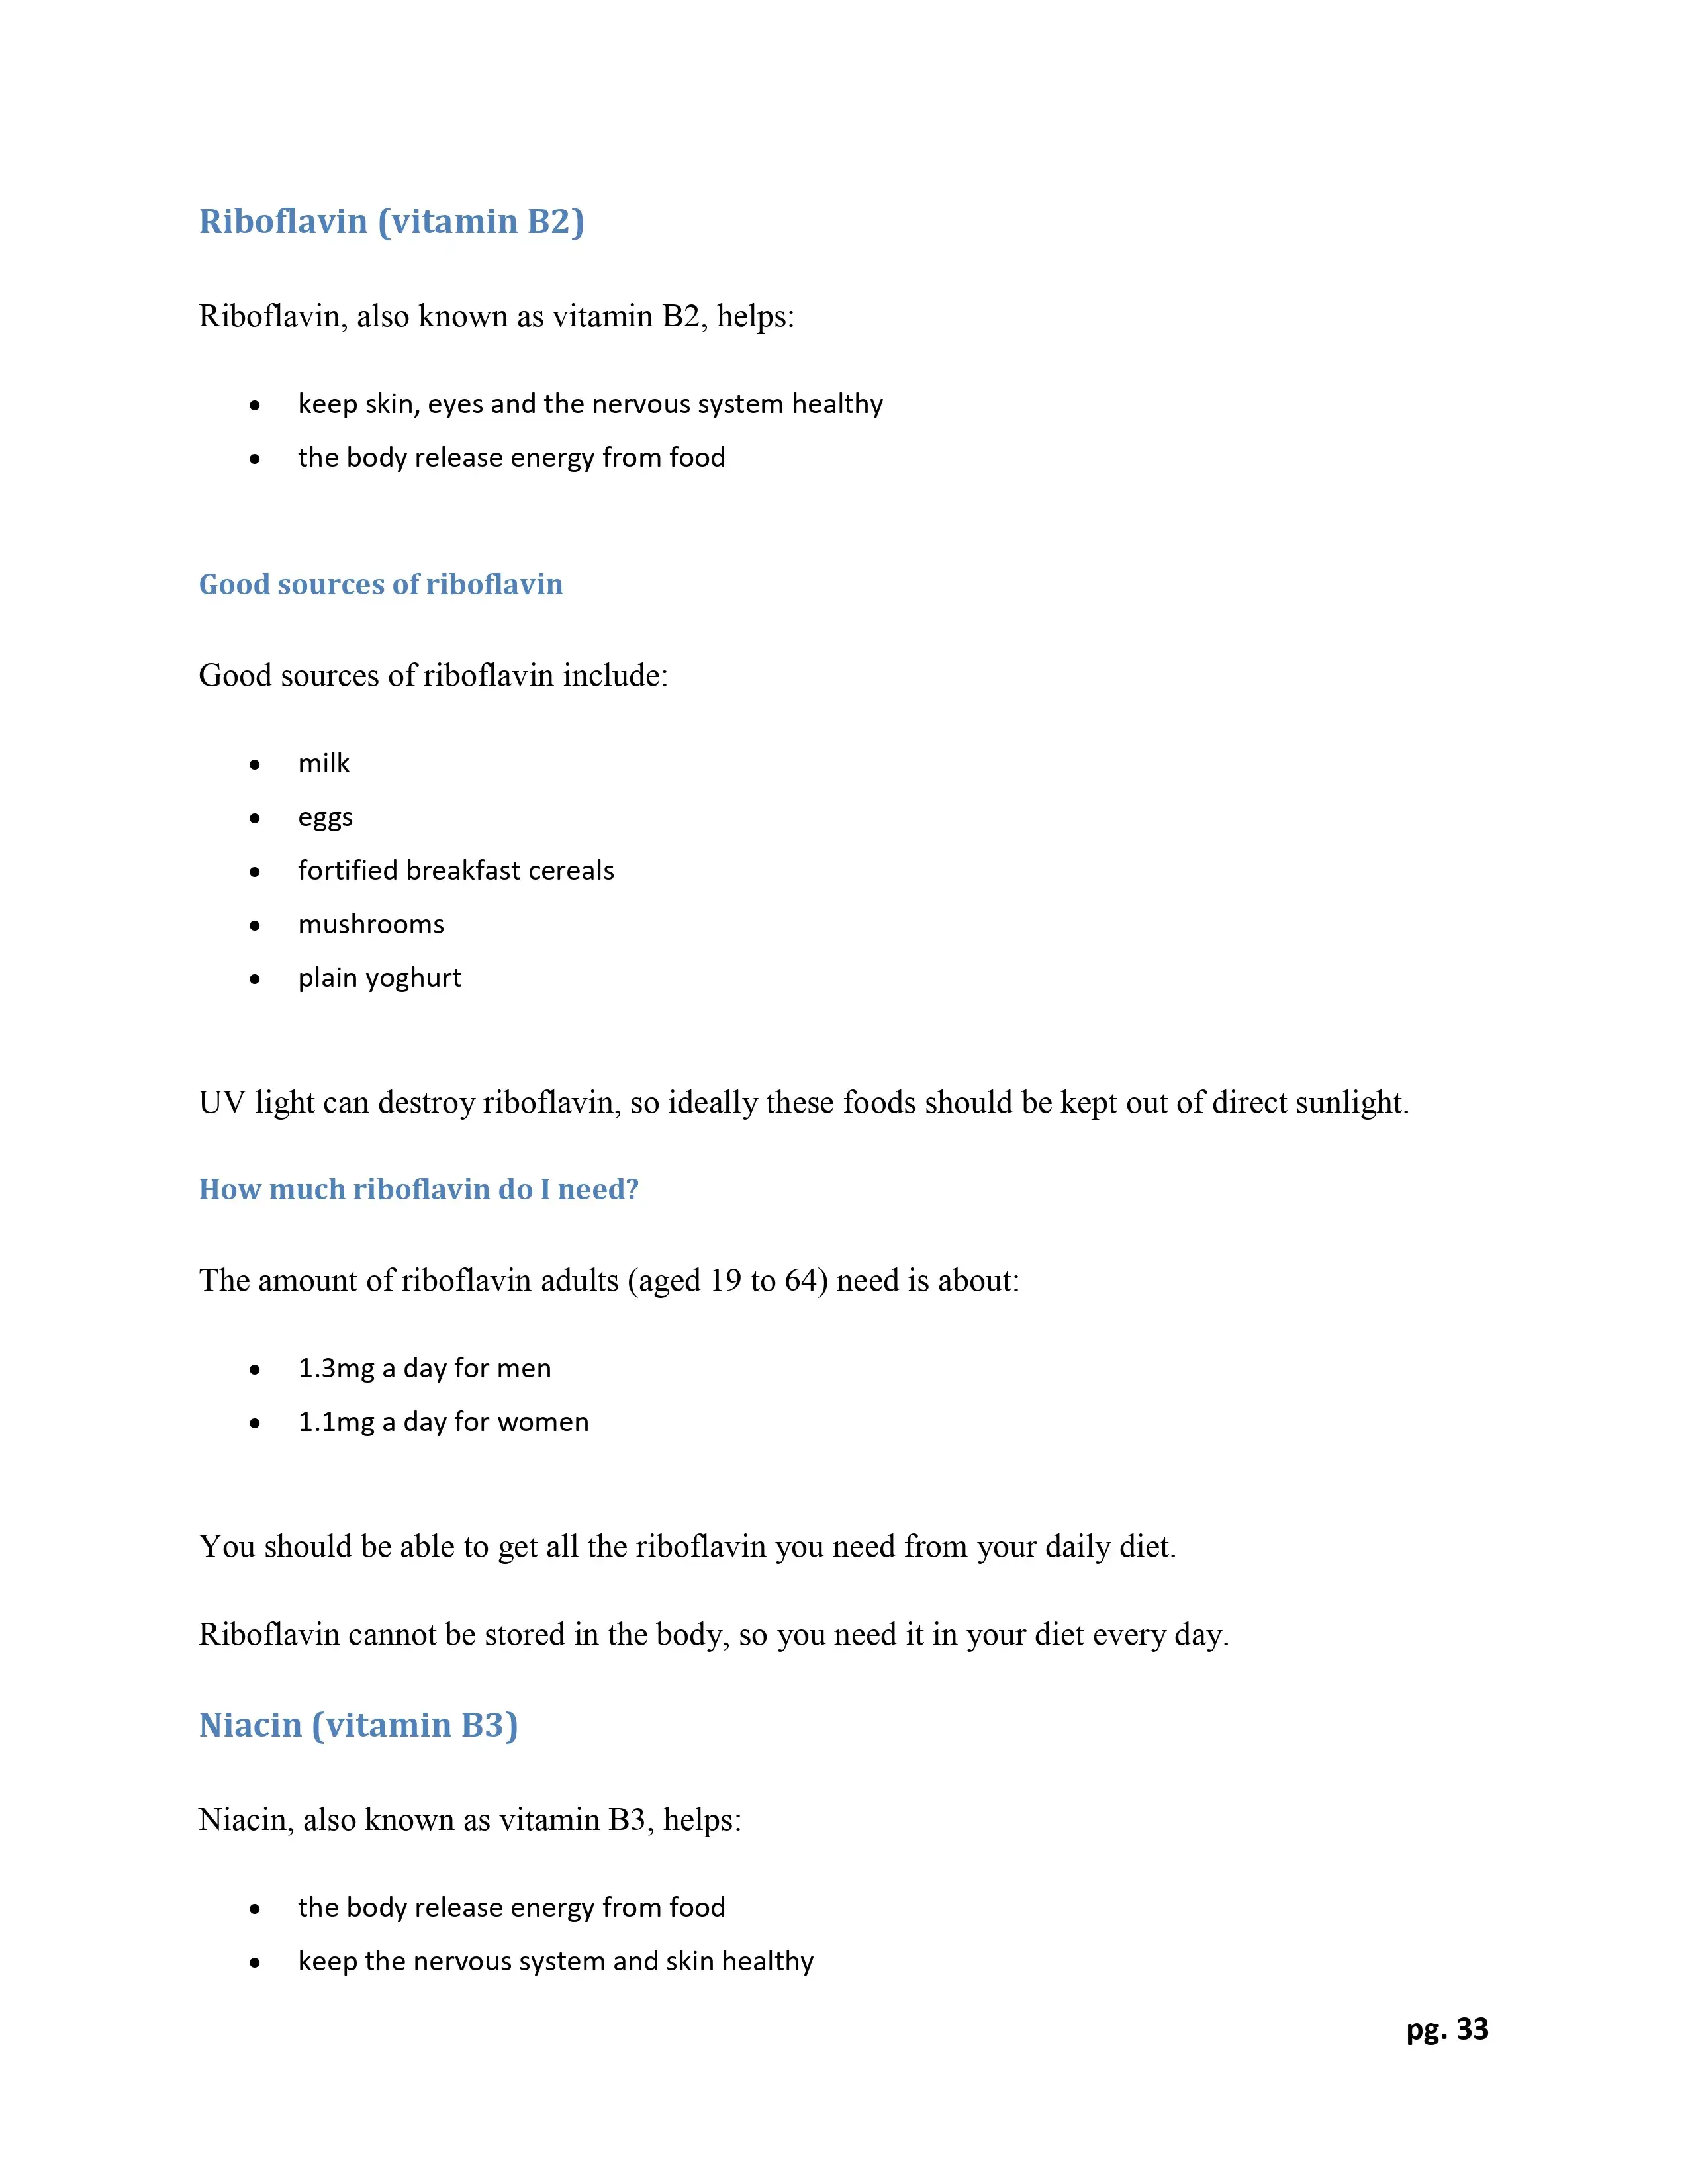 Riboflavin (vitamin B2)
Riboflavin, also known as vitamin B2, helps:
• keep skin, eyes and the nervous system healthy
• the body release energy from food
Good sources of riboflavin
Good sources of riboflavin include:
• milk
• eggs
• fortified breakfast cereals
• mushrooms
• plain yoghurt
UV light can destroy riboflavin, so ideally these foods should be kept out of direct sunlight.
How much riboflavin do I need?
The amount of riboflavin adults (aged 19 to 64) need is about:
• 1.3mg a day for men
• 1.1mg a day for women
You should be able to get all the riboflavin you need from your daily diet.
Riboflavin cannot be stored in the body, so you need it in your diet every day.
Niacin (vitamin B3)
Niacin, also known as vitamin B3, helps:
• the body release energy from food
• keep the nervous system and skin healthy
pg. 33